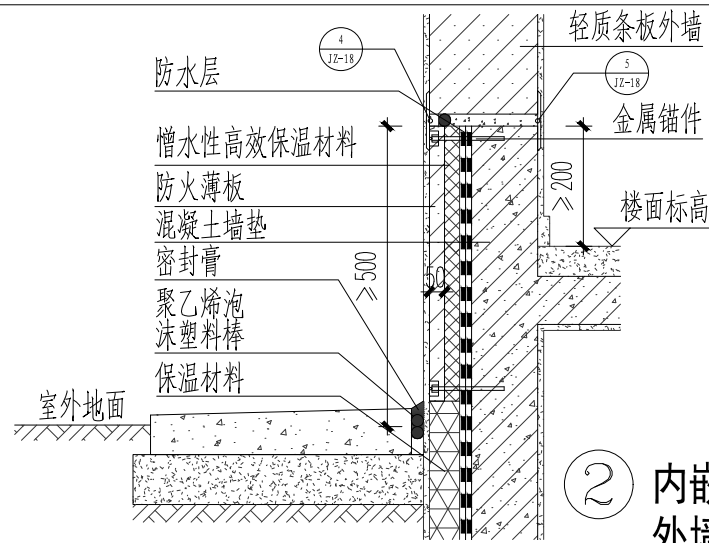 轻质条板外墙
4
JZ-18
5
JZ-18
防水层
金属锚件
憎水性高效保温材料
防火薄板
≥200
楼面标高
混凝土墙垫
密封膏
≥500
50
聚乙烯泡
沫塑料棒
保温材料
室外地面
2
内嵌
外墙